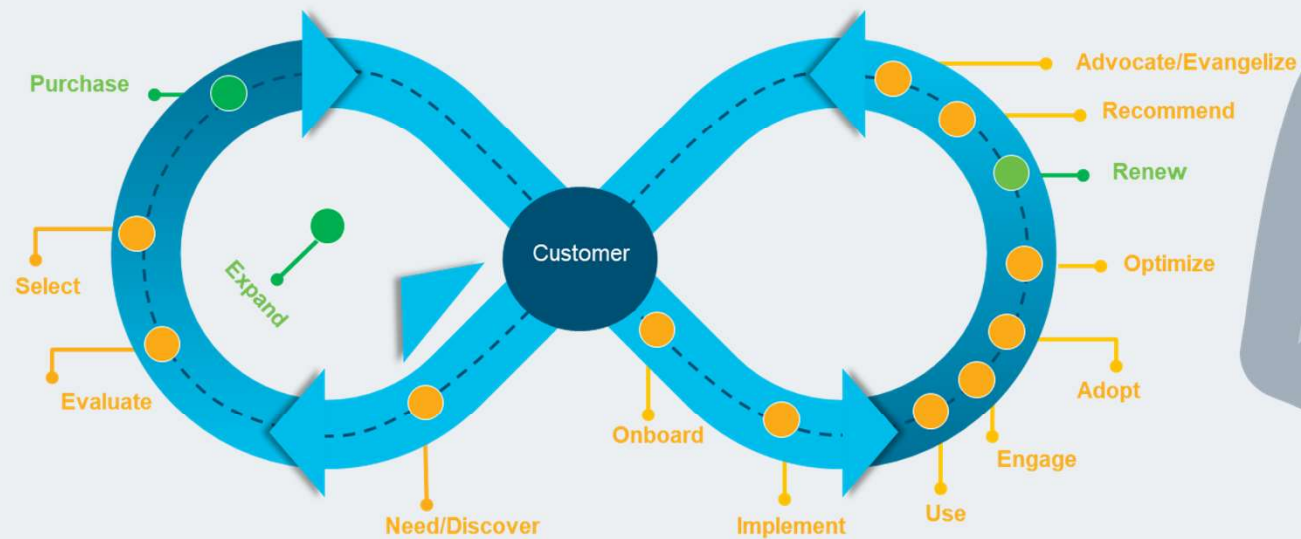 Purchase
Select
Evaluate
Expand
Need/Discover
Customer
Onboard
Implement
Use
Engage
Adopt
Optimize
Renew
Recommend
Advocate/Evangelize